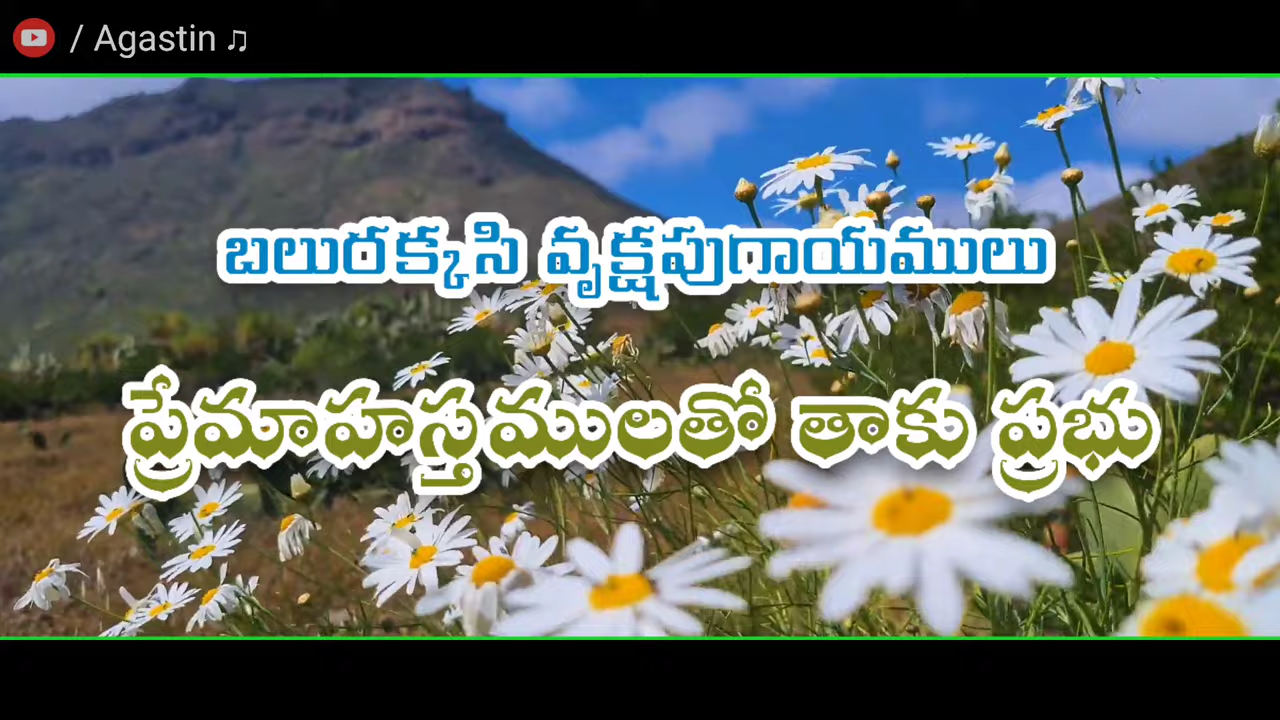 / Agastin ♫
బలురక్కసి వృక్షపుగాయములు
ప్రేమాహస్తములతో తాకు ప్రభు